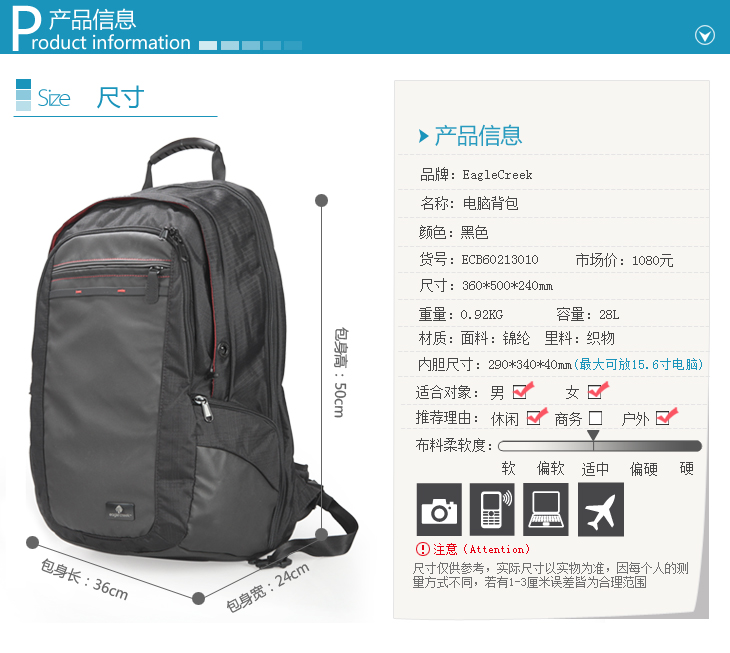 产品信息
Product information
Size 尺寸
包身高：50cm
包身长：36cm
包身宽：24cm
产品信息
品牌：EagleCreek
名称：电脑背包
颜色：黑色
货号：ECB60213010 市场价：1080元
尺寸：360*500*240mm
重量：0.92KG 容量：28L
材质：面料：锦纶 里料：织物
内胆尺寸：290*340*40mm(最大可放15.6寸电脑)
适合对象：男 女
推荐理由：休闲 商务 户外
布料柔软度：
软 偏软 适中 偏硬 硬
注意（Attention）
尺寸仅供参考，实际尺寸以实物为准，因每个人的测
量方式不同，若有1-3厘米误差皆为合理范围